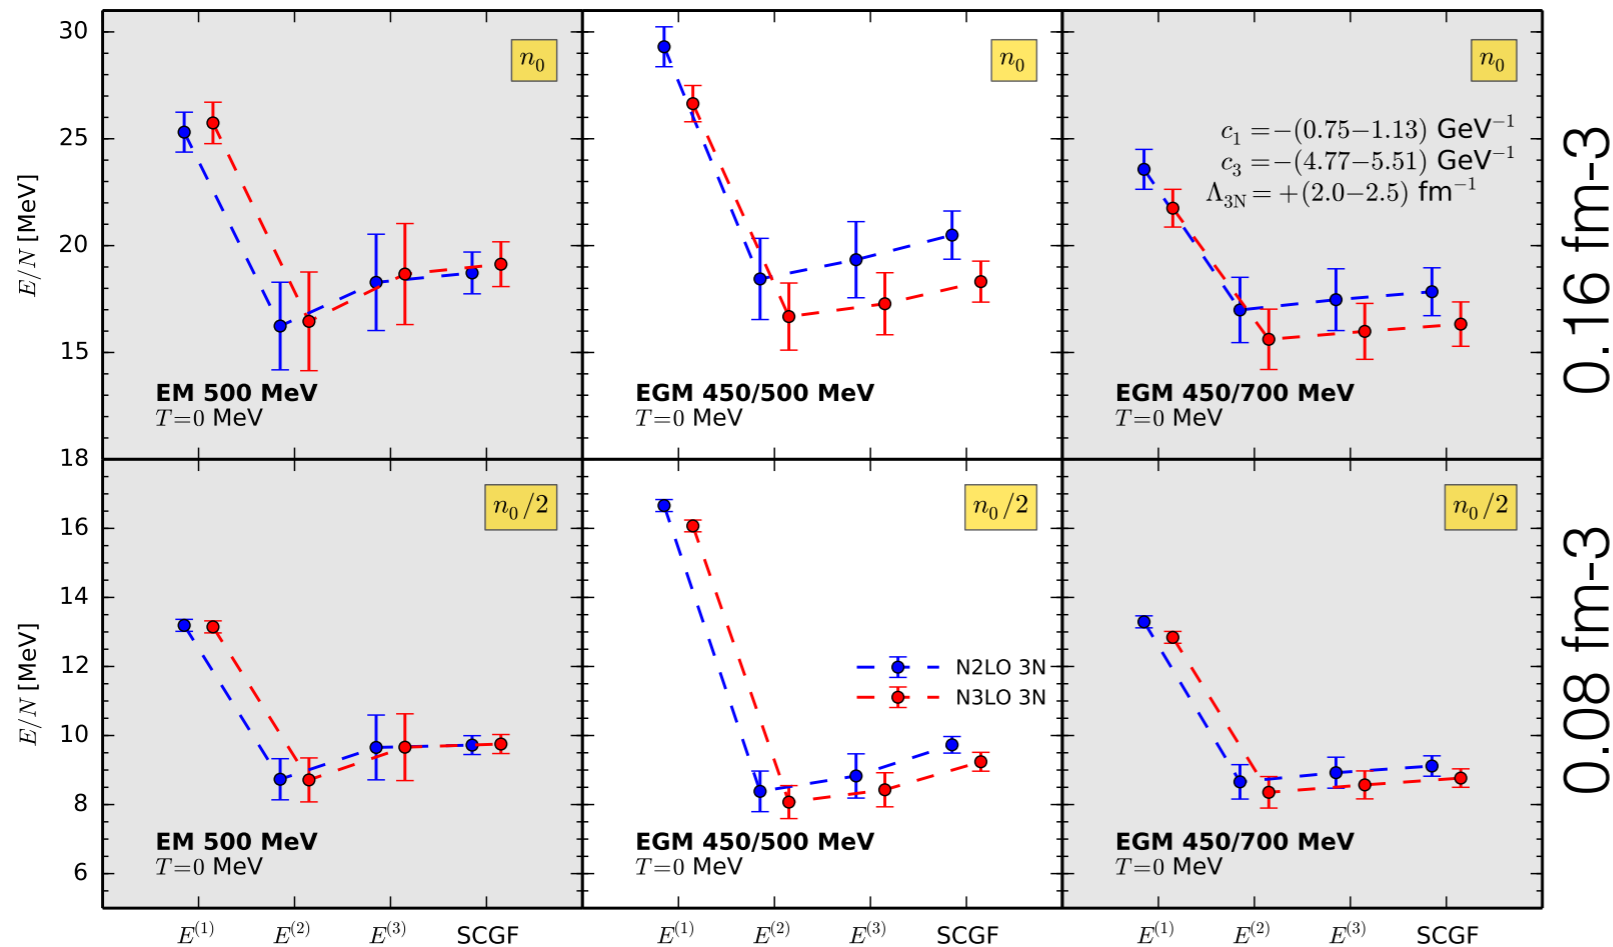 E/N [MeV]
30
25
20
15
n₀
EM 500 MeV
T=0 MeV
n₀
EGM 450/500 MeV
T=0 MeV
n₀
c₁ =−(0.75−1.13) GeV⁻¹
c₃ =−(4.77−5.51) GeV⁻¹
Λ₃N = +(2.0−2.5) fm⁻¹
EGM 450/700 MeV
T=0 MeV
0.16 fm-3
E/N [MeV]
18
16
14
12
10
8
6
n₀/2
EM 500 MeV
T=0 MeV
n₀/2
N2LO 3N
N3LO 3N
EGM 450/500 MeV
T=0 MeV
n₀/2
EGM 450/700 MeV
T=0 MeV
0.08 fm-3
E⁽¹⁾ E⁽²⁾ E⁽³⁾ SCGF E⁽¹⁾ E⁽²⁾ E⁽³⁾ SCGF E⁽¹⁾ E⁽²⁾ E⁽³⁾ SCGF